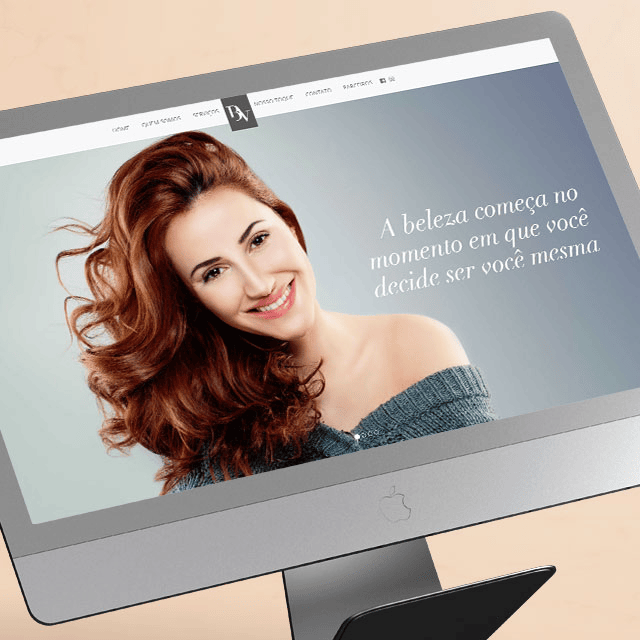 HOME QUEM SOMOS SERVIÇOS DV NOSSO TOQUE CONTATO PARCEIROS
A beleza começa no
momento em que você
decide ser você mesma